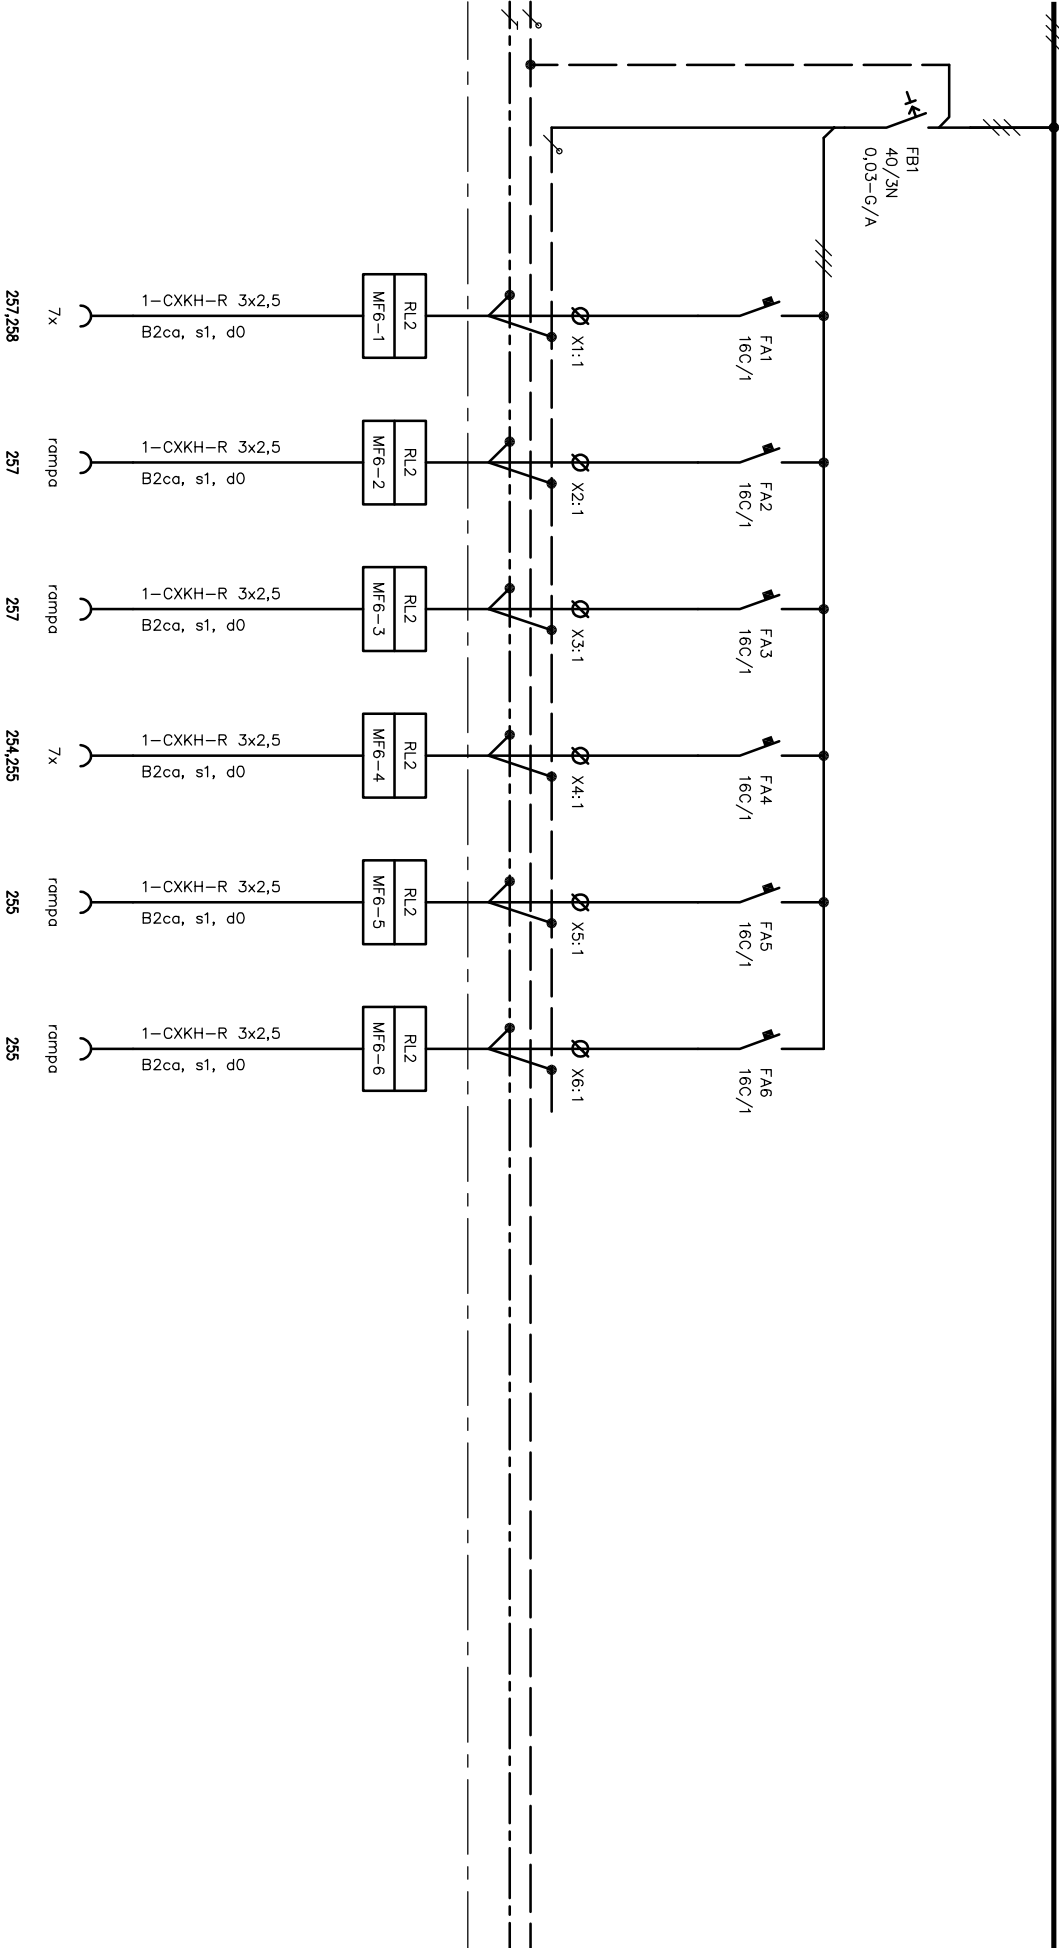 FB1
40/3N
0,03-G/A
FA1
16C/1
X1:1
RL2
MF6-1
1-CXKH-R 3x2,5
B2ca, s1, d0
7x
257,258
FA2
16C/1
X2:1
RL2
MF6-2
1-CXKH-R 3x2,5
B2ca, s1, d0
rampa
257
FA3
16C/1
X3:1
RL2
MF6-3
1-CXKH-R 3x2,5
B2ca, s1, d0
rampa
257
FA4
16C/1
X4:1
RL2
MF6-4
1-CXKH-R 3x2,5
B2ca, s1, d0
7x
254,255
FA5
16C/1
X5:1
RL2
MF6-5
1-CXKH-R 3x2,5
B2ca, s1, d0
rampa
255
FA6
16C/1
X6:1
RL2
MF6-6
1-CXKH-R 3x2,5
B2ca, s1, d0
rampa
255